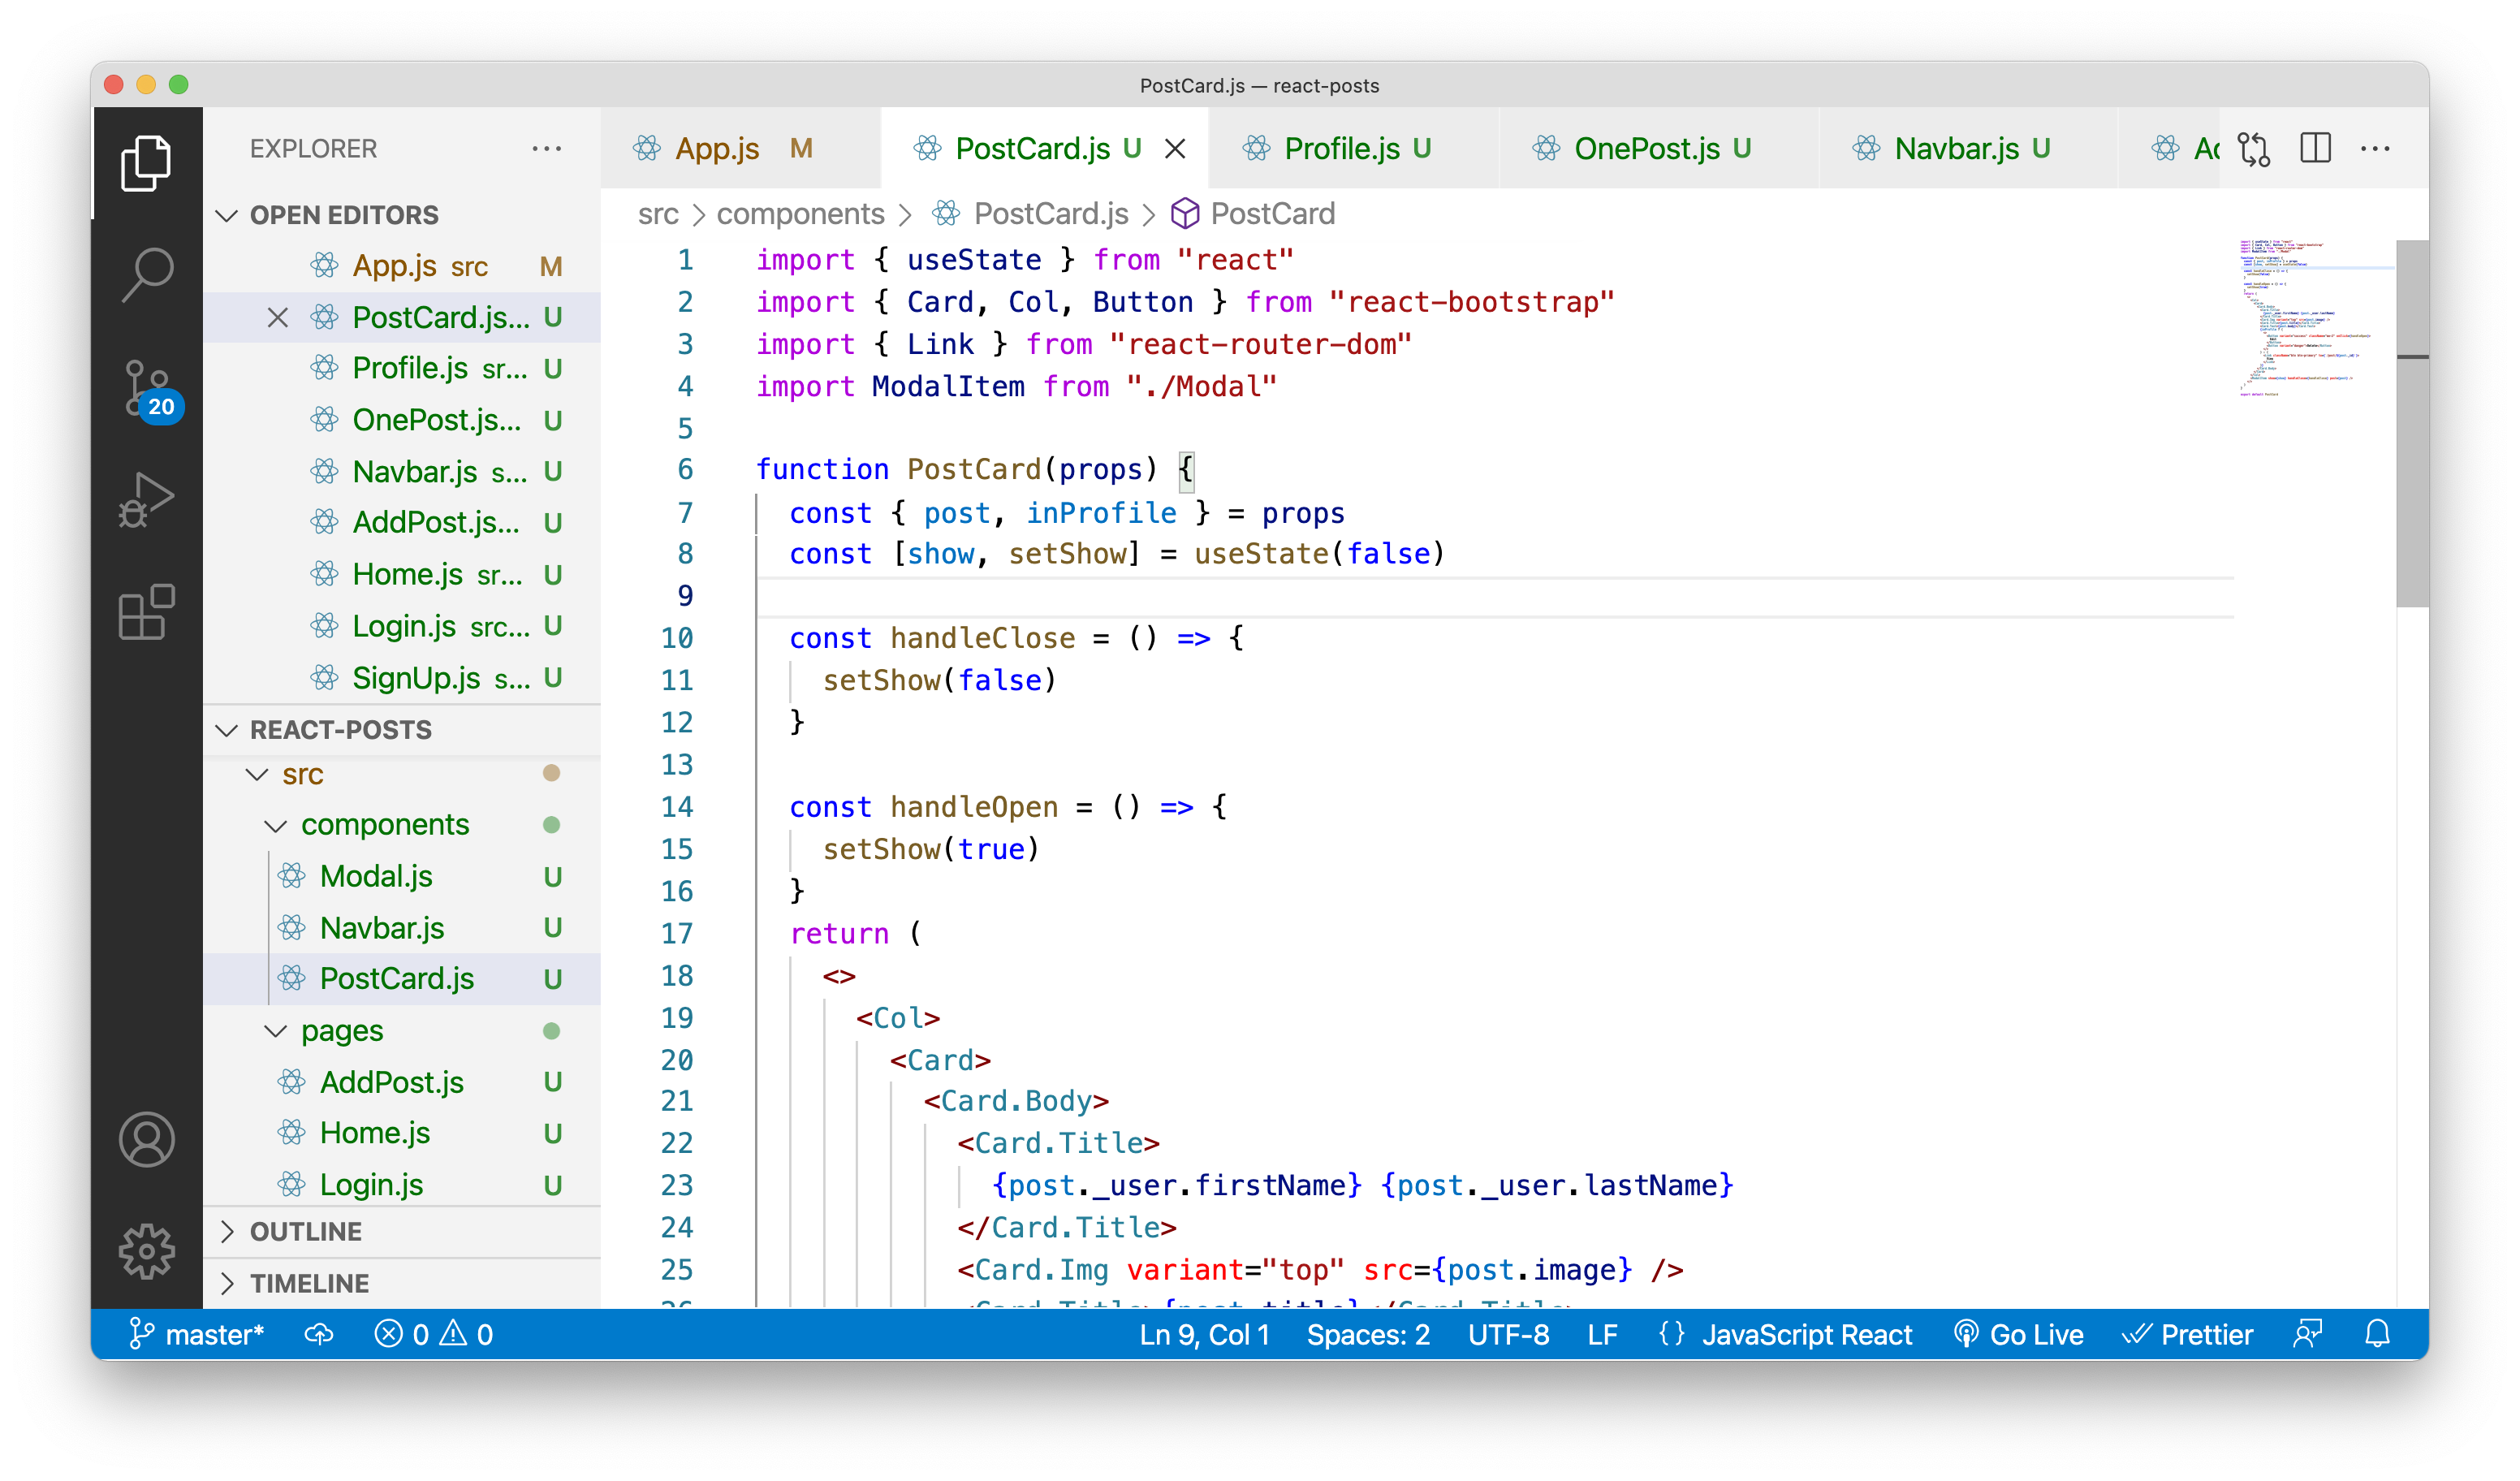 PostCard.js — react-posts
EXPLORER
OPEN EDITORS
App.js src M
PostCard.js... U
Profile.js sr... U
OnePost.js... U
Navbar.js s... U
AddPost.js... U
Home.js sr... U
Login.js src... U
SignUp.js s... U
REACT-POSTS
src
components
Modal.js U
Navbar.js U
PostCard.js U
pages
AddPost.js U
Home.js U
Login.js U
OUTLINE
TIMELINE
20
App.js M PostCard.js U Profile.js U OnePost.js U Navbar.js U
src > components > PostCard.js > PostCard
1 import { useState } from "react"
2 import { Card, Col, Button } from "react-bootstrap"
3 import { Link } from "react-router-dom"
4 import ModalItem from "./Modal"
5
6 function PostCard(props) {
7 const { post, inProfile } = props
8 const [show, setShow] = useState(false)
9
10 const handleClose = () => {
11 setShow(false)
12 }
13
14 const handleOpen = () => {
15 setShow(true)
16 }
17 return (
18 <>
19 <Col>
20 <Card>
21 <Card.Body>
22 <Card.Title>
23 {post._user.firstName} {post._user.lastName}
24 </Card.Title>
25 <Card.Img variant="top" src={post.image} />
26 <Card.Title>{post.title}</Card.Title>
master* 0 0 Ln 9, Col 1 Spaces: 2 UTF-8 LF {} JavaScript React Go Live Prettier